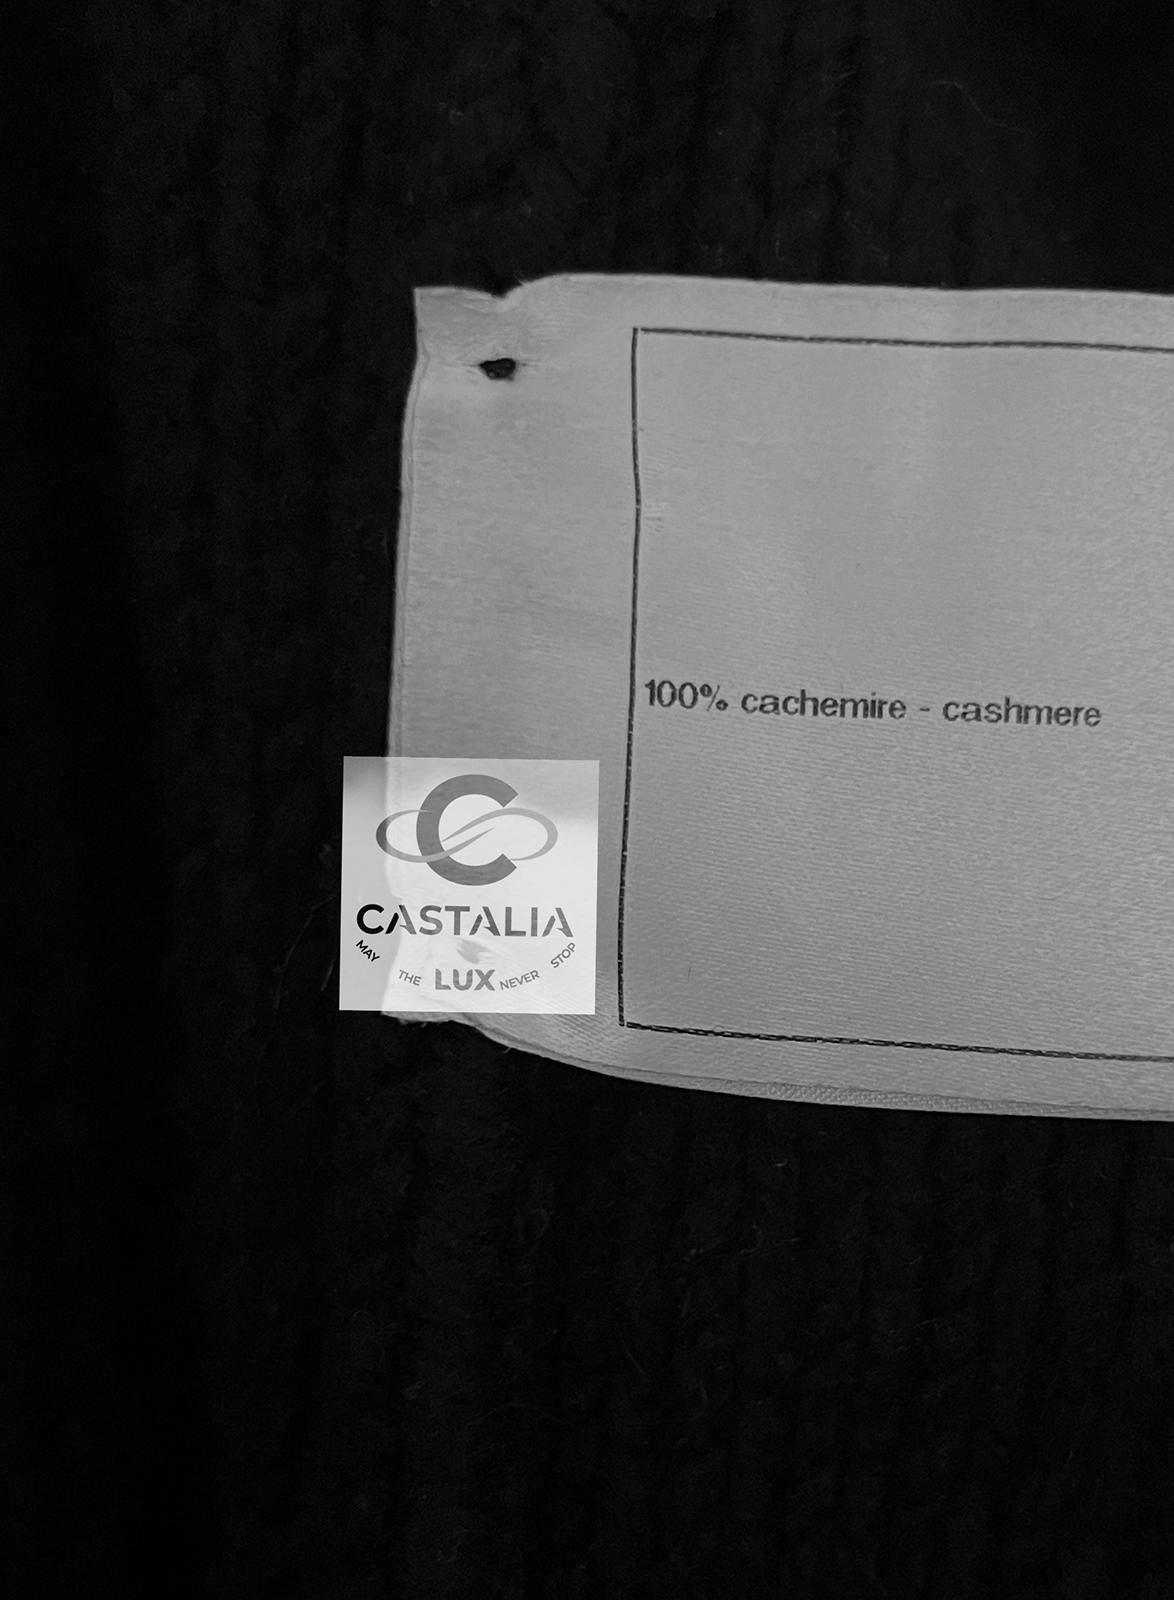 100% cachemire - cashmere
CASTALIA
MAY THE LUX NEVER STOP